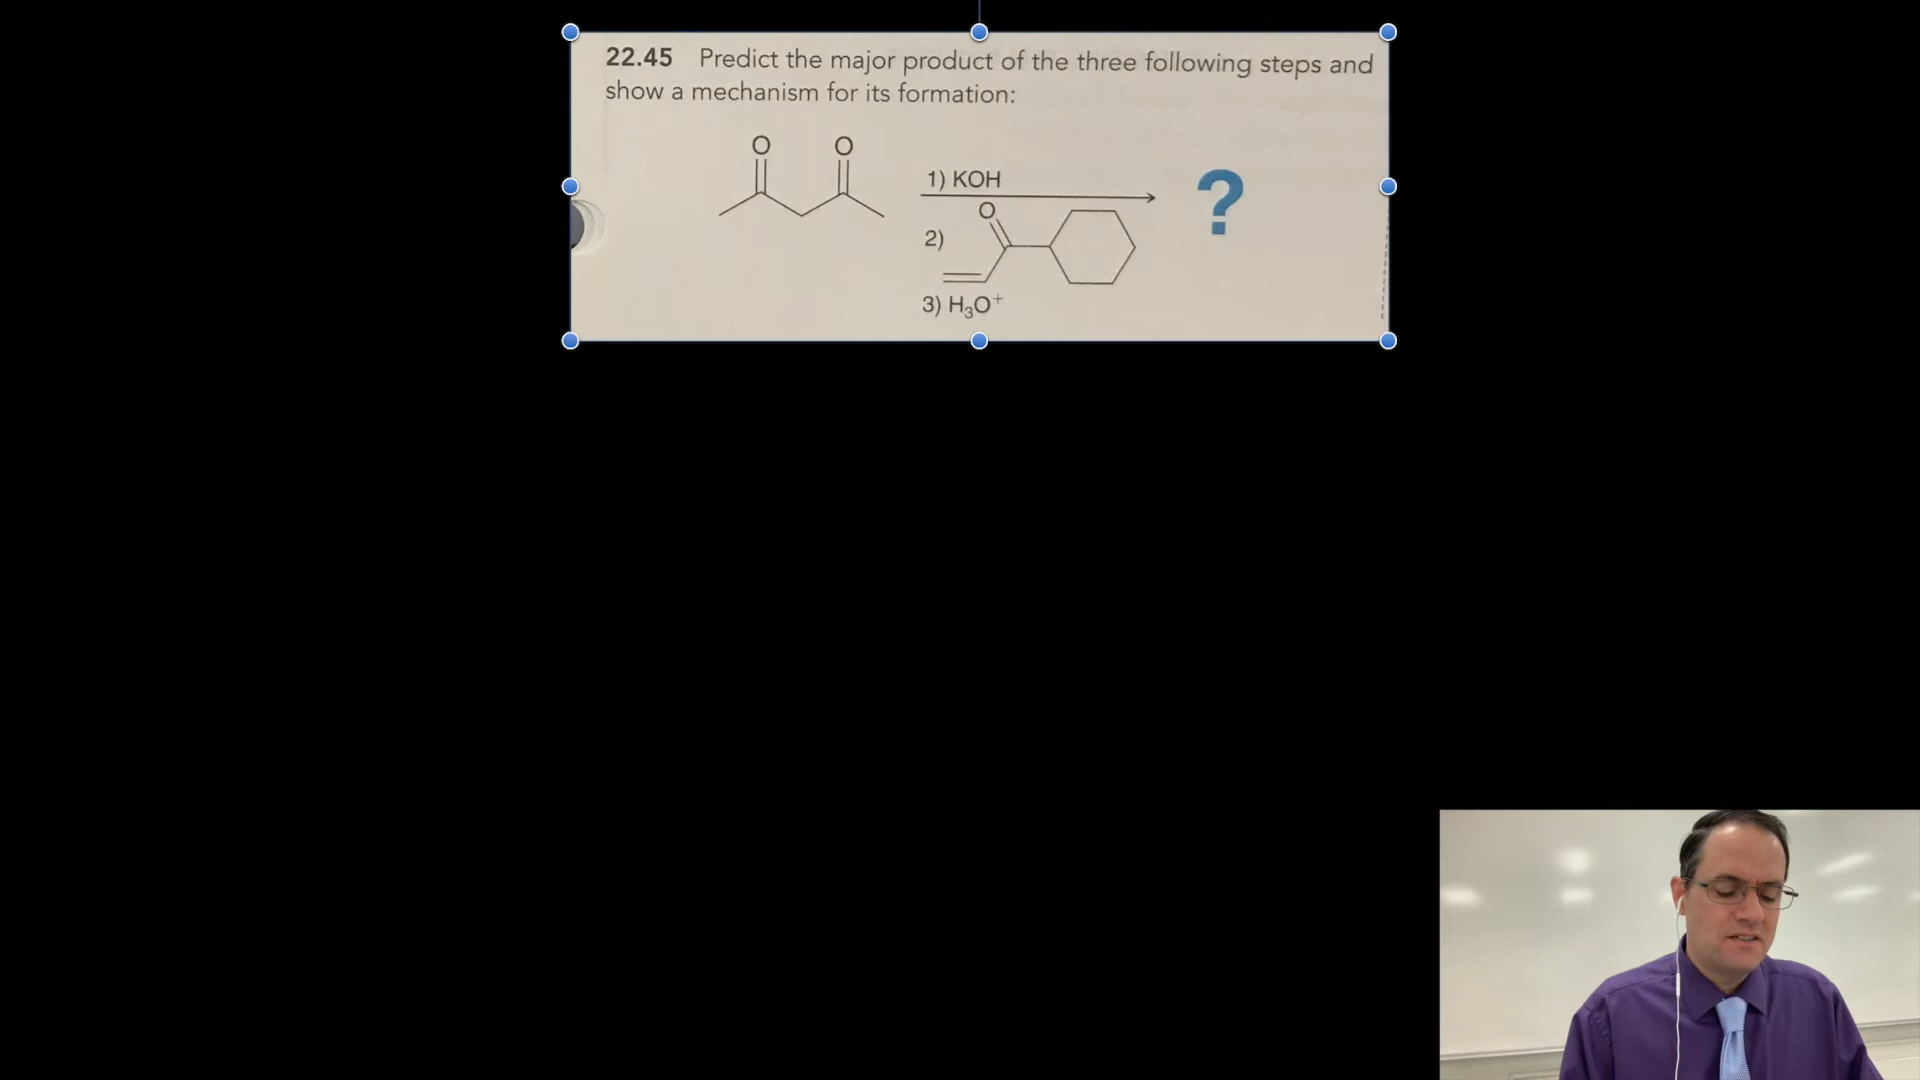 22.45 Predict the major product of the three following steps and
show a mechanism for its formation:
O O
1) KOH
?
O
2)
3) H₃O⁺